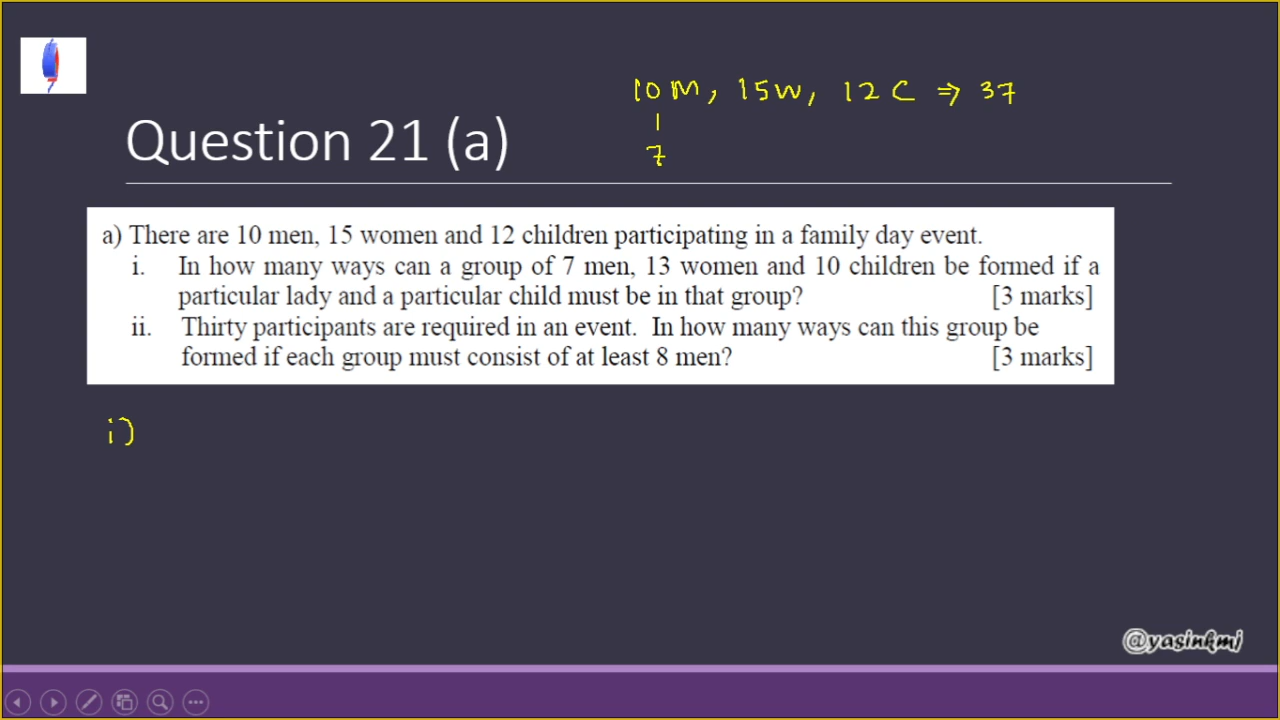 10 M, 15 W, 12 C ⇒ 37
7
Question 21 (a)
a) There are 10 men, 15 women and 12 children participating in a family day event.
i. In how many ways can a group of 7 men, 13 women and 10 children be formed if a
particular lady and a particular child must be in that group? [3 marks]
ii. Thirty participants are required in an event. In how many ways can this group be
formed if each group must consist of at least 8 men? [3 marks]
i)
@yasinkmj